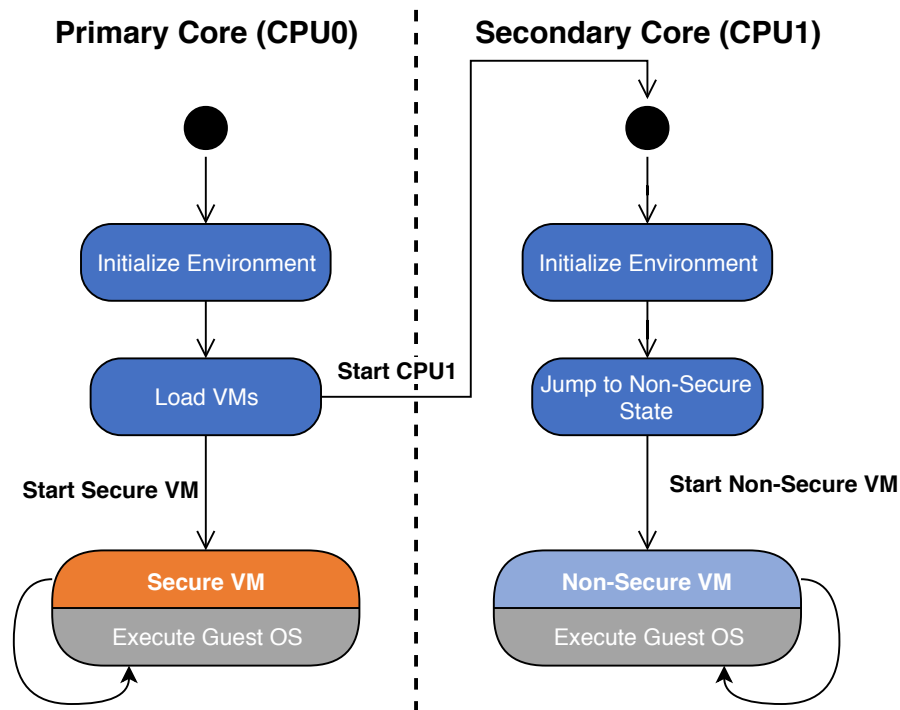 Primary Core (CPU0)
Secondary Core (CPU1)
Initialize Environment
Initialize Environment
Load VMs
Start CPU1
Jump to Non-Secure
State
Start Secure VM
Start Non-Secure VM
Secure VM
Execute Guest OS
Non-Secure VM
Execute Guest OS